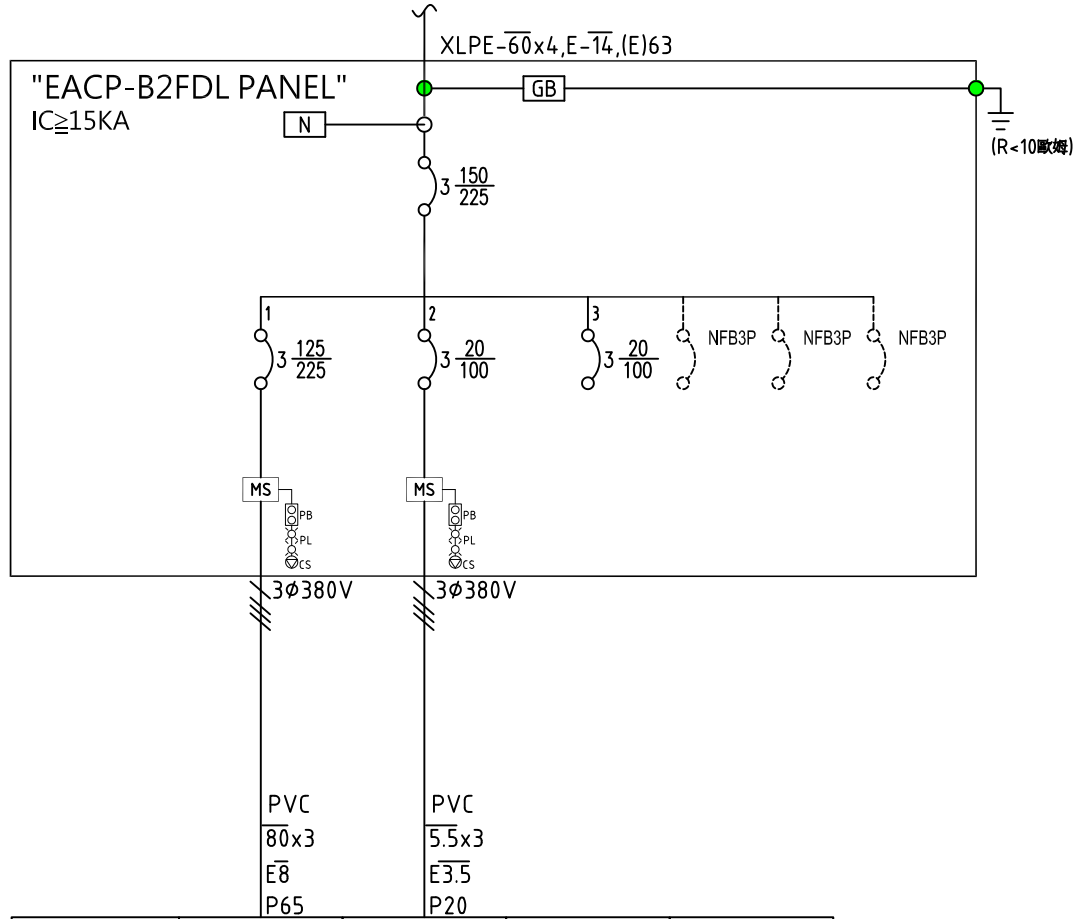 XLPE-60x4,E-14,(E)63
"EACP-B2FDL PANEL"
GB
IC≧15KA
N
(R<10歐姆)
3 150/225
1
2
3
3 125/225
3 20/100
3 20/100
NFB3P
NFB3P
NFB3P
MS
MS
PB
PB
PL
PL
CS
CS
3φ380V
3φ380V
PVC
PVC
80x3
5.5x3
E8
E3.5
P65
P20